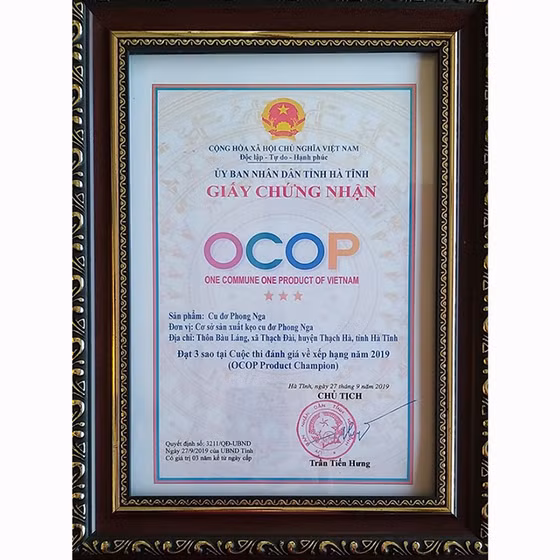 CỘNG HÒA XÃ HỘI CHỦ NGHĨA VIỆT NAM
Độc lập - Tự do - Hạnh phúc
ỦY BAN NHÂN DÂN TỈNH HÀ TĨNH
GIẤY CHỨNG NHẬN
OCOP
ONE COMMUNE ONE PRODUCT OF VIETNAM
Sản phẩm: Cu đơ Phong Nga
Đơn vị: Cơ sở sản xuất kẹo cu đơ Phong Nga
Địa chỉ: Thôn Bàu Láng, xã Thạch Đài, huyện Thạch Hà, tỉnh Hà Tĩnh
Đạt 3 sao tại Cuộc thi đánh giá về xếp hạng năm 2019
(OCOP Product Champion)
Hà Tĩnh, ngày 27 tháng 9 năm 2019
CHỦ TỊCH
Quyết định số: 3211/QĐ-UBND
Ngày 27/9/2019 của UBND Tỉnh
Có giá trị 03 năm kể từ ngày cấp
Trần Tiến Hưng